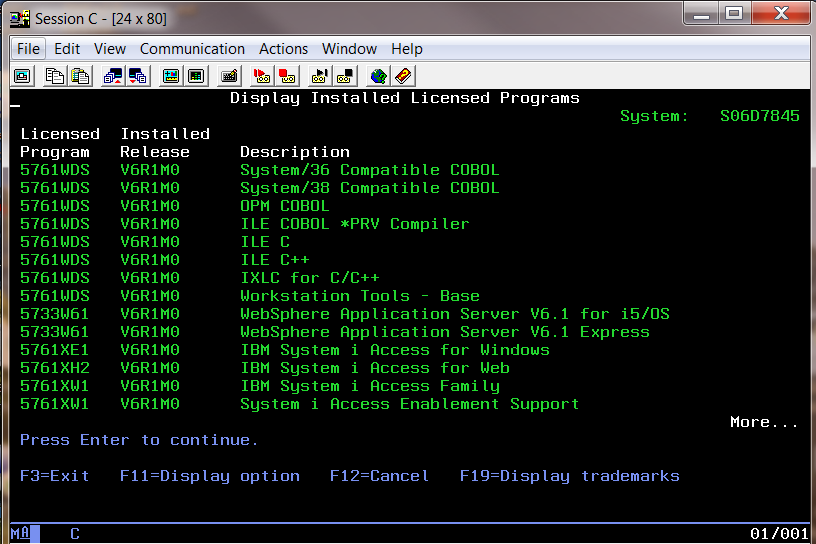 Session C - [24 x 80]
File Edit View Communication Actions Window Help
Display Installed Licensed Programs
System: S06D7845
Licensed Installed
Program Release Description
5761WDS V6R1M0 System/36 Compatible COBOL
5761WDS V6R1M0 System/38 Compatible COBOL
5761WDS V6R1M0 OPM COBOL
5761WDS V6R1M0 ILE COBOL *PRV Compiler
5761WDS V6R1M0 ILE C
5761WDS V6R1M0 ILE C++
5761WDS V6R1M0 IXLC for C/C++
5761WDS V6R1M0 Workstation Tools - Base
5733W61 V6R1M0 WebSphere Application Server V6.1 for i5/OS
5733W61 V6R1M0 WebSphere Application Server V6.1 Express
5761XE1 V6R1M0 IBM System i Access for Windows
5761XH2 V6R1M0 IBM System i Access for Web
5761XW1 V6R1M0 IBM System i Access Family
5761XW1 V6R1M0 System i Access Enablement Support
More...
Press Enter to continue.
F3=Exit F11=Display option F12=Cancel F19=Display trademarks
MA C 01/001